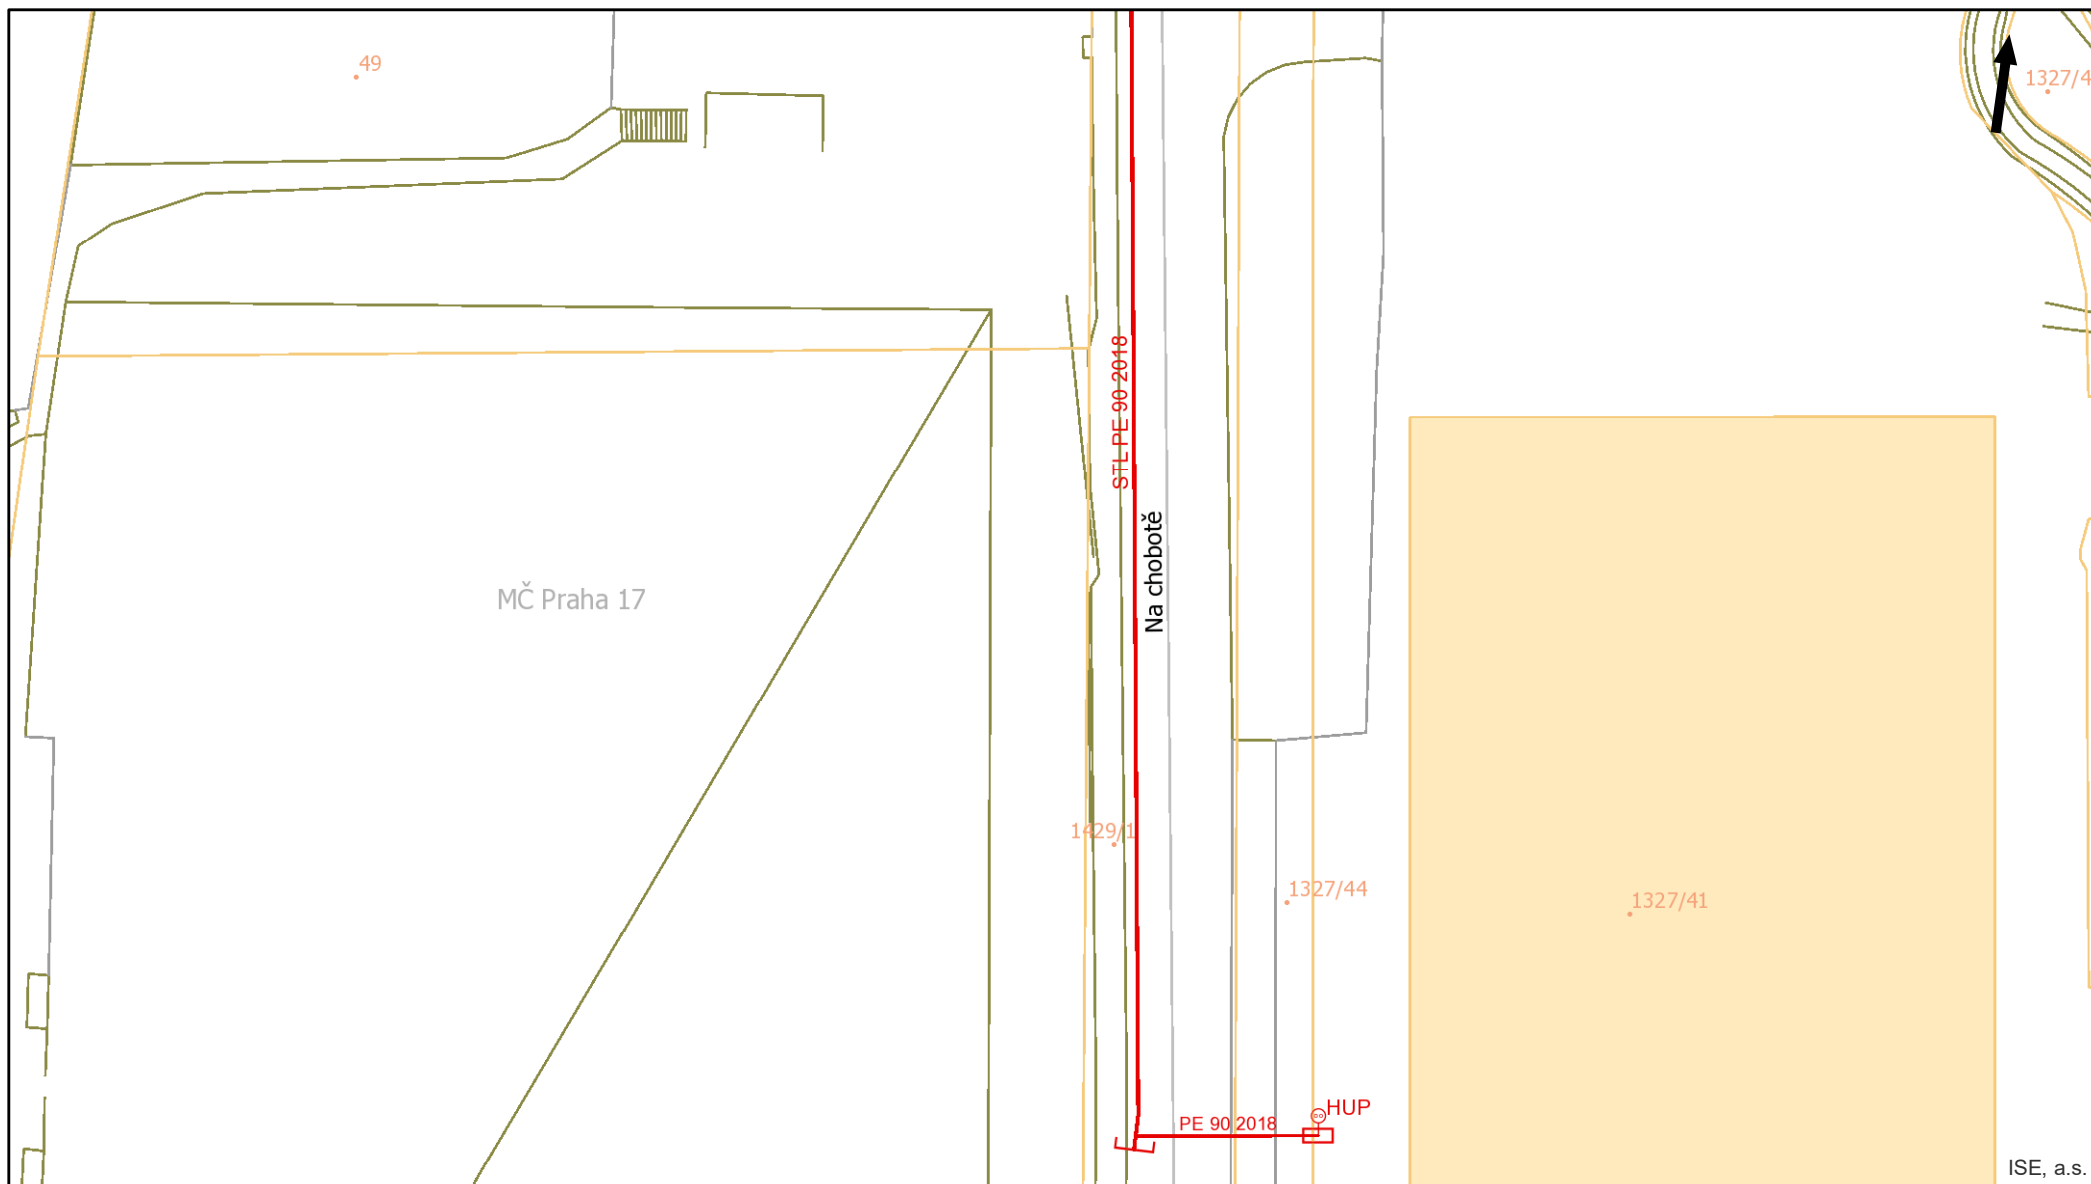 49
1327/4
STL PE 90 2018
Na chobotě
MČ Praha 17
1429/1
1327/44
1327/41
HUP
PE 90 2018
ISE, a.s.